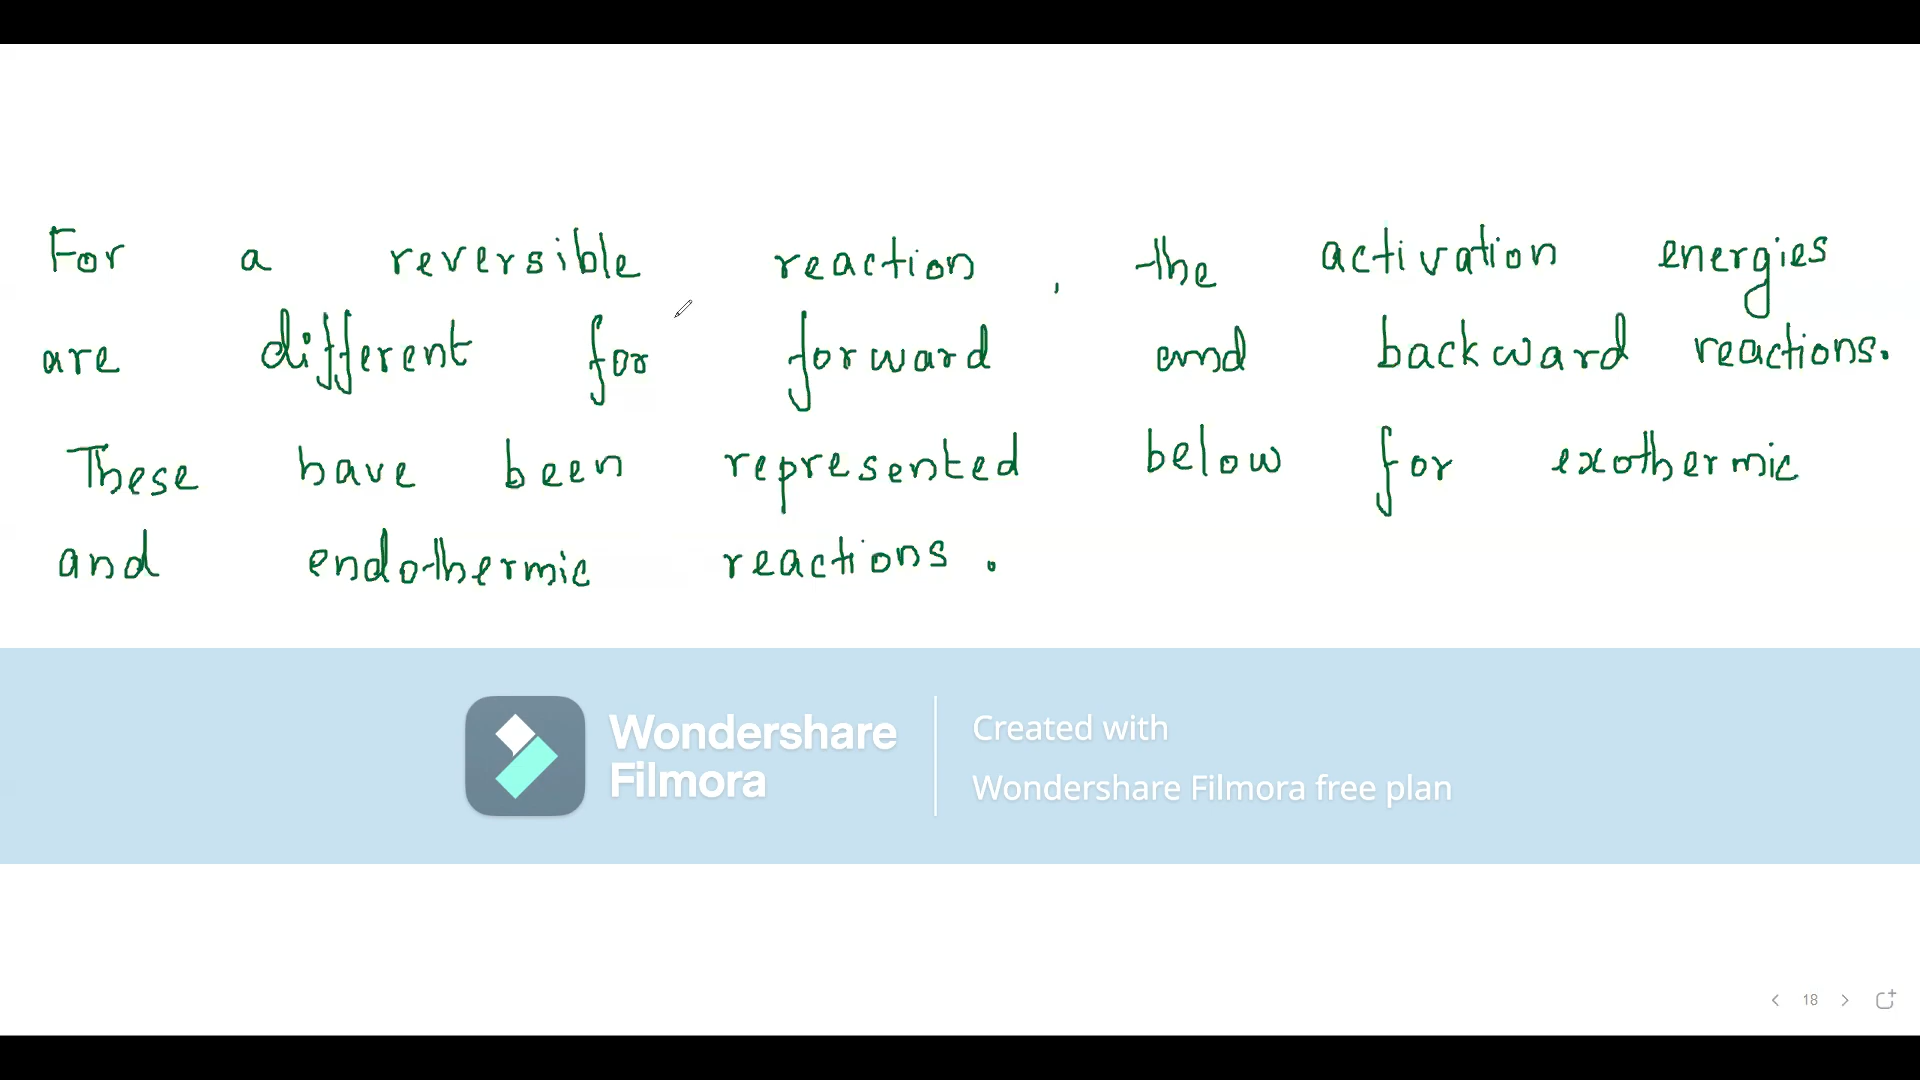 For a reversible reaction, the activation energies
are different for forward and backward reactions.
These have been represented below for exothermic
and endothermic reactions.
Wondershare
Filmora
Created with
Wondershare Filmora free plan
18